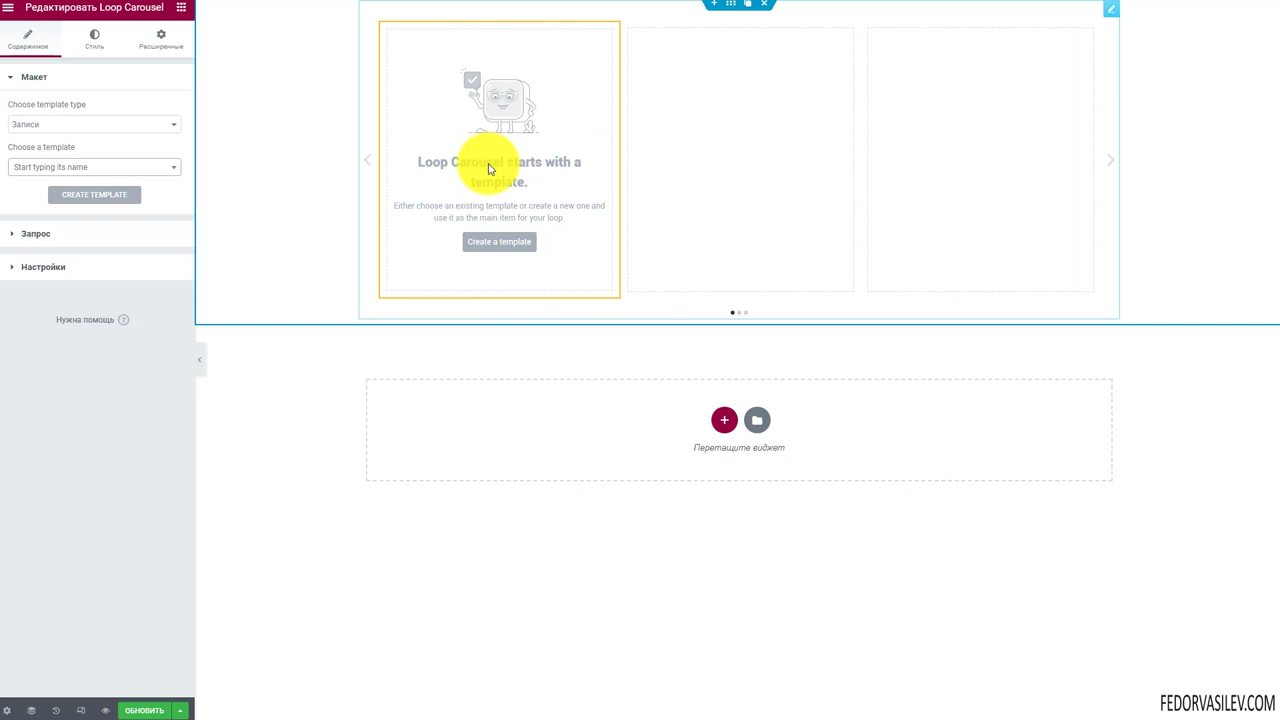 Редактировать Loop Carousel
Содержимое
Стиль
Расширенные
Макет
Choose template type
Записи
Choose a template
Start typing its name
CREATE TEMPLATE
Запрос
Настройки
Нужна помощь ?
ОБНОВИТЬ
Loop Carousel starts with a
template.
Either choose an existing template or create a new one and
use it as the main item for your loop.
Create a template
Перетащите виджет
FEDORVASILEV.COM